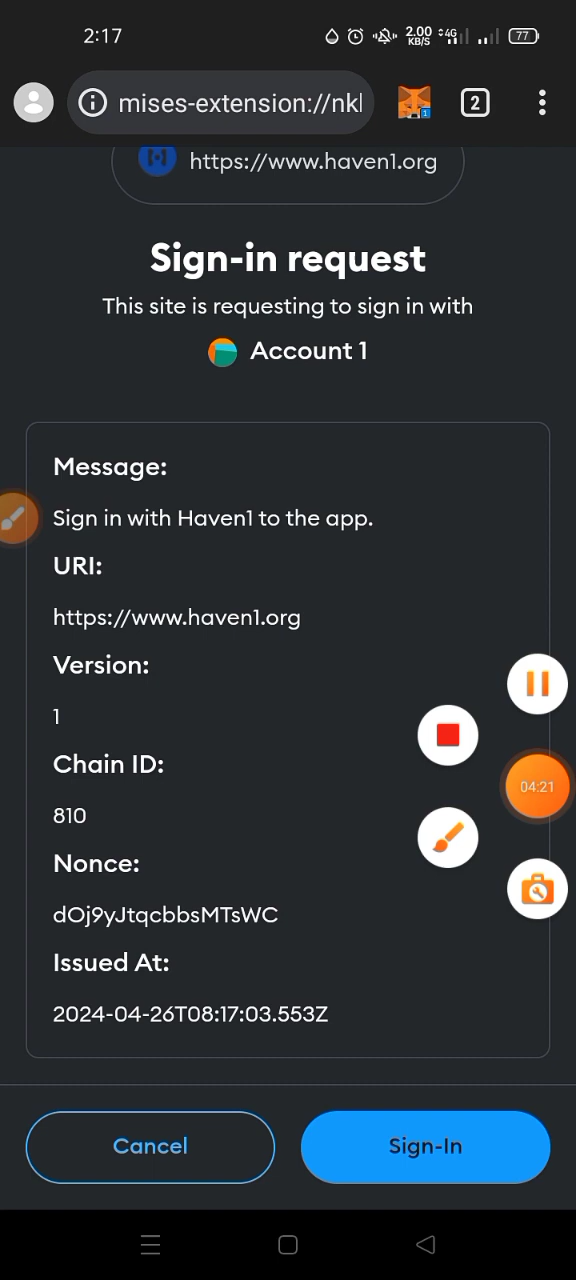 2:17
2.00
KB/S
4G
77
mises-extension://nkl
1
2
https://www.haven1.org
Sign-in request
This site is requesting to sign in with
Account 1
Message:
Sign in with Haven1 to the app.
URI:
https://www.haven1.org
Version:
1
Chain ID:
810
04:21
Nonce:
dOj9yJtqcbbsMTsWC
Issued At:
2024-04-26T08:17:03.553Z
Cancel
Sign-In